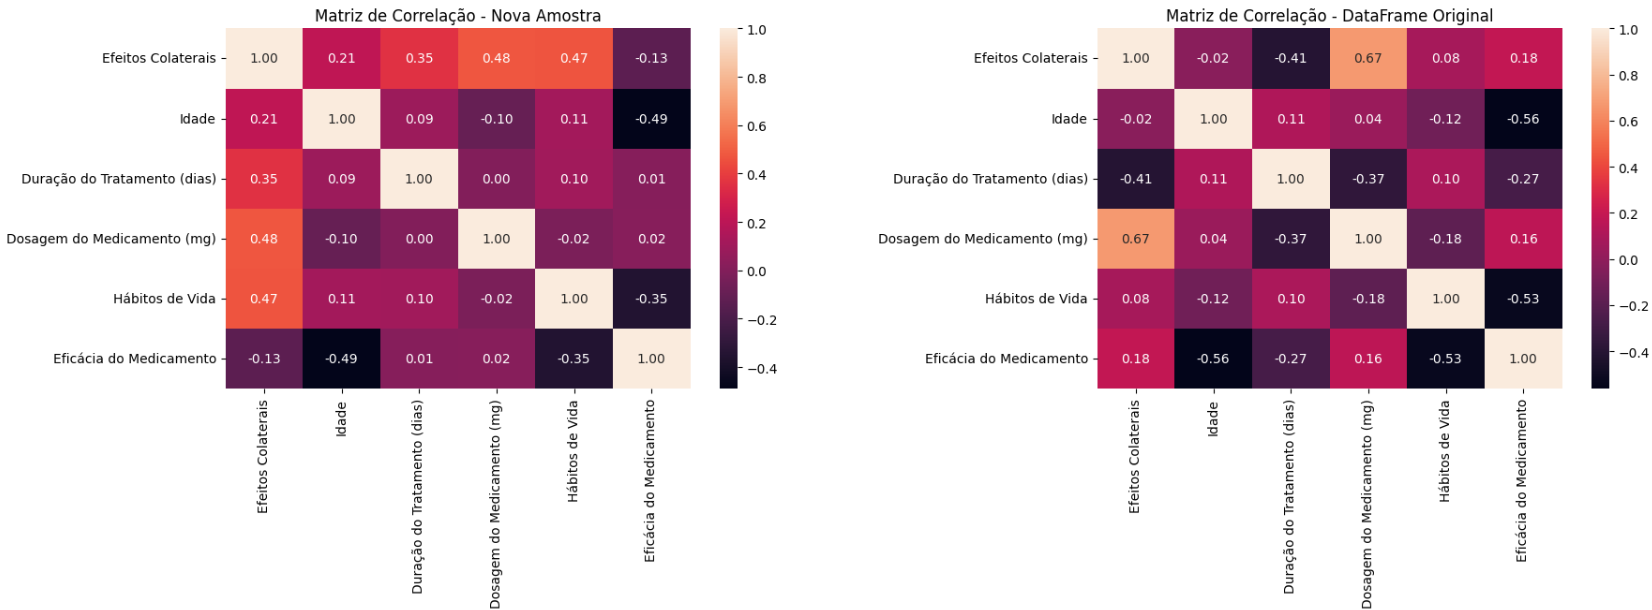 Matriz de Correlação - Nova Amostra
Efeitos Colaterais 1.00 0.21 0.35 0.48 0.47 -0.13
Idade 0.21 1.00 0.09 -0.10 0.11 -0.49
Duração do Tratamento (dias) 0.35 0.09 1.00 0.00 0.10 0.01
Dosagem do Medicamento (mg) 0.48 -0.10 0.00 1.00 -0.02 0.02
Hábitos de Vida 0.47 0.11 0.10 -0.02 1.00 -0.35
Eficácia do Medicamento -0.13 -0.49 0.01 0.02 -0.35 1.00
Efeitos Colaterais
Idade
Duração do Tratamento (dias)
Dosagem do Medicamento (mg)
Hábitos de Vida
Eficácia do Medicamento
1.0
0.8
0.6
0.4
0.2
0.0
−0.2
−0.4
Matriz de Correlação - DataFrame Original
Efeitos Colaterais 1.00 -0.02 -0.41 0.67 0.08 0.18
Idade -0.02 1.00 0.11 0.04 -0.12 -0.56
Duração do Tratamento (dias) -0.41 0.11 1.00 -0.37 0.10 -0.27
Dosagem do Medicamento (mg) 0.67 0.04 -0.37 1.00 -0.18 0.16
Hábitos de Vida 0.08 -0.12 0.10 -0.18 1.00 -0.53
Eficácia do Medicamento 0.18 -0.56 -0.27 0.16 -0.53 1.00
Efeitos Colaterais
Idade
Duração do Tratamento (dias)
Dosagem do Medicamento (mg)
Hábitos de Vida
Eficácia do Medicamento
1.0
0.8
0.6
0.4
0.2
0.0
−0.2
−0.4